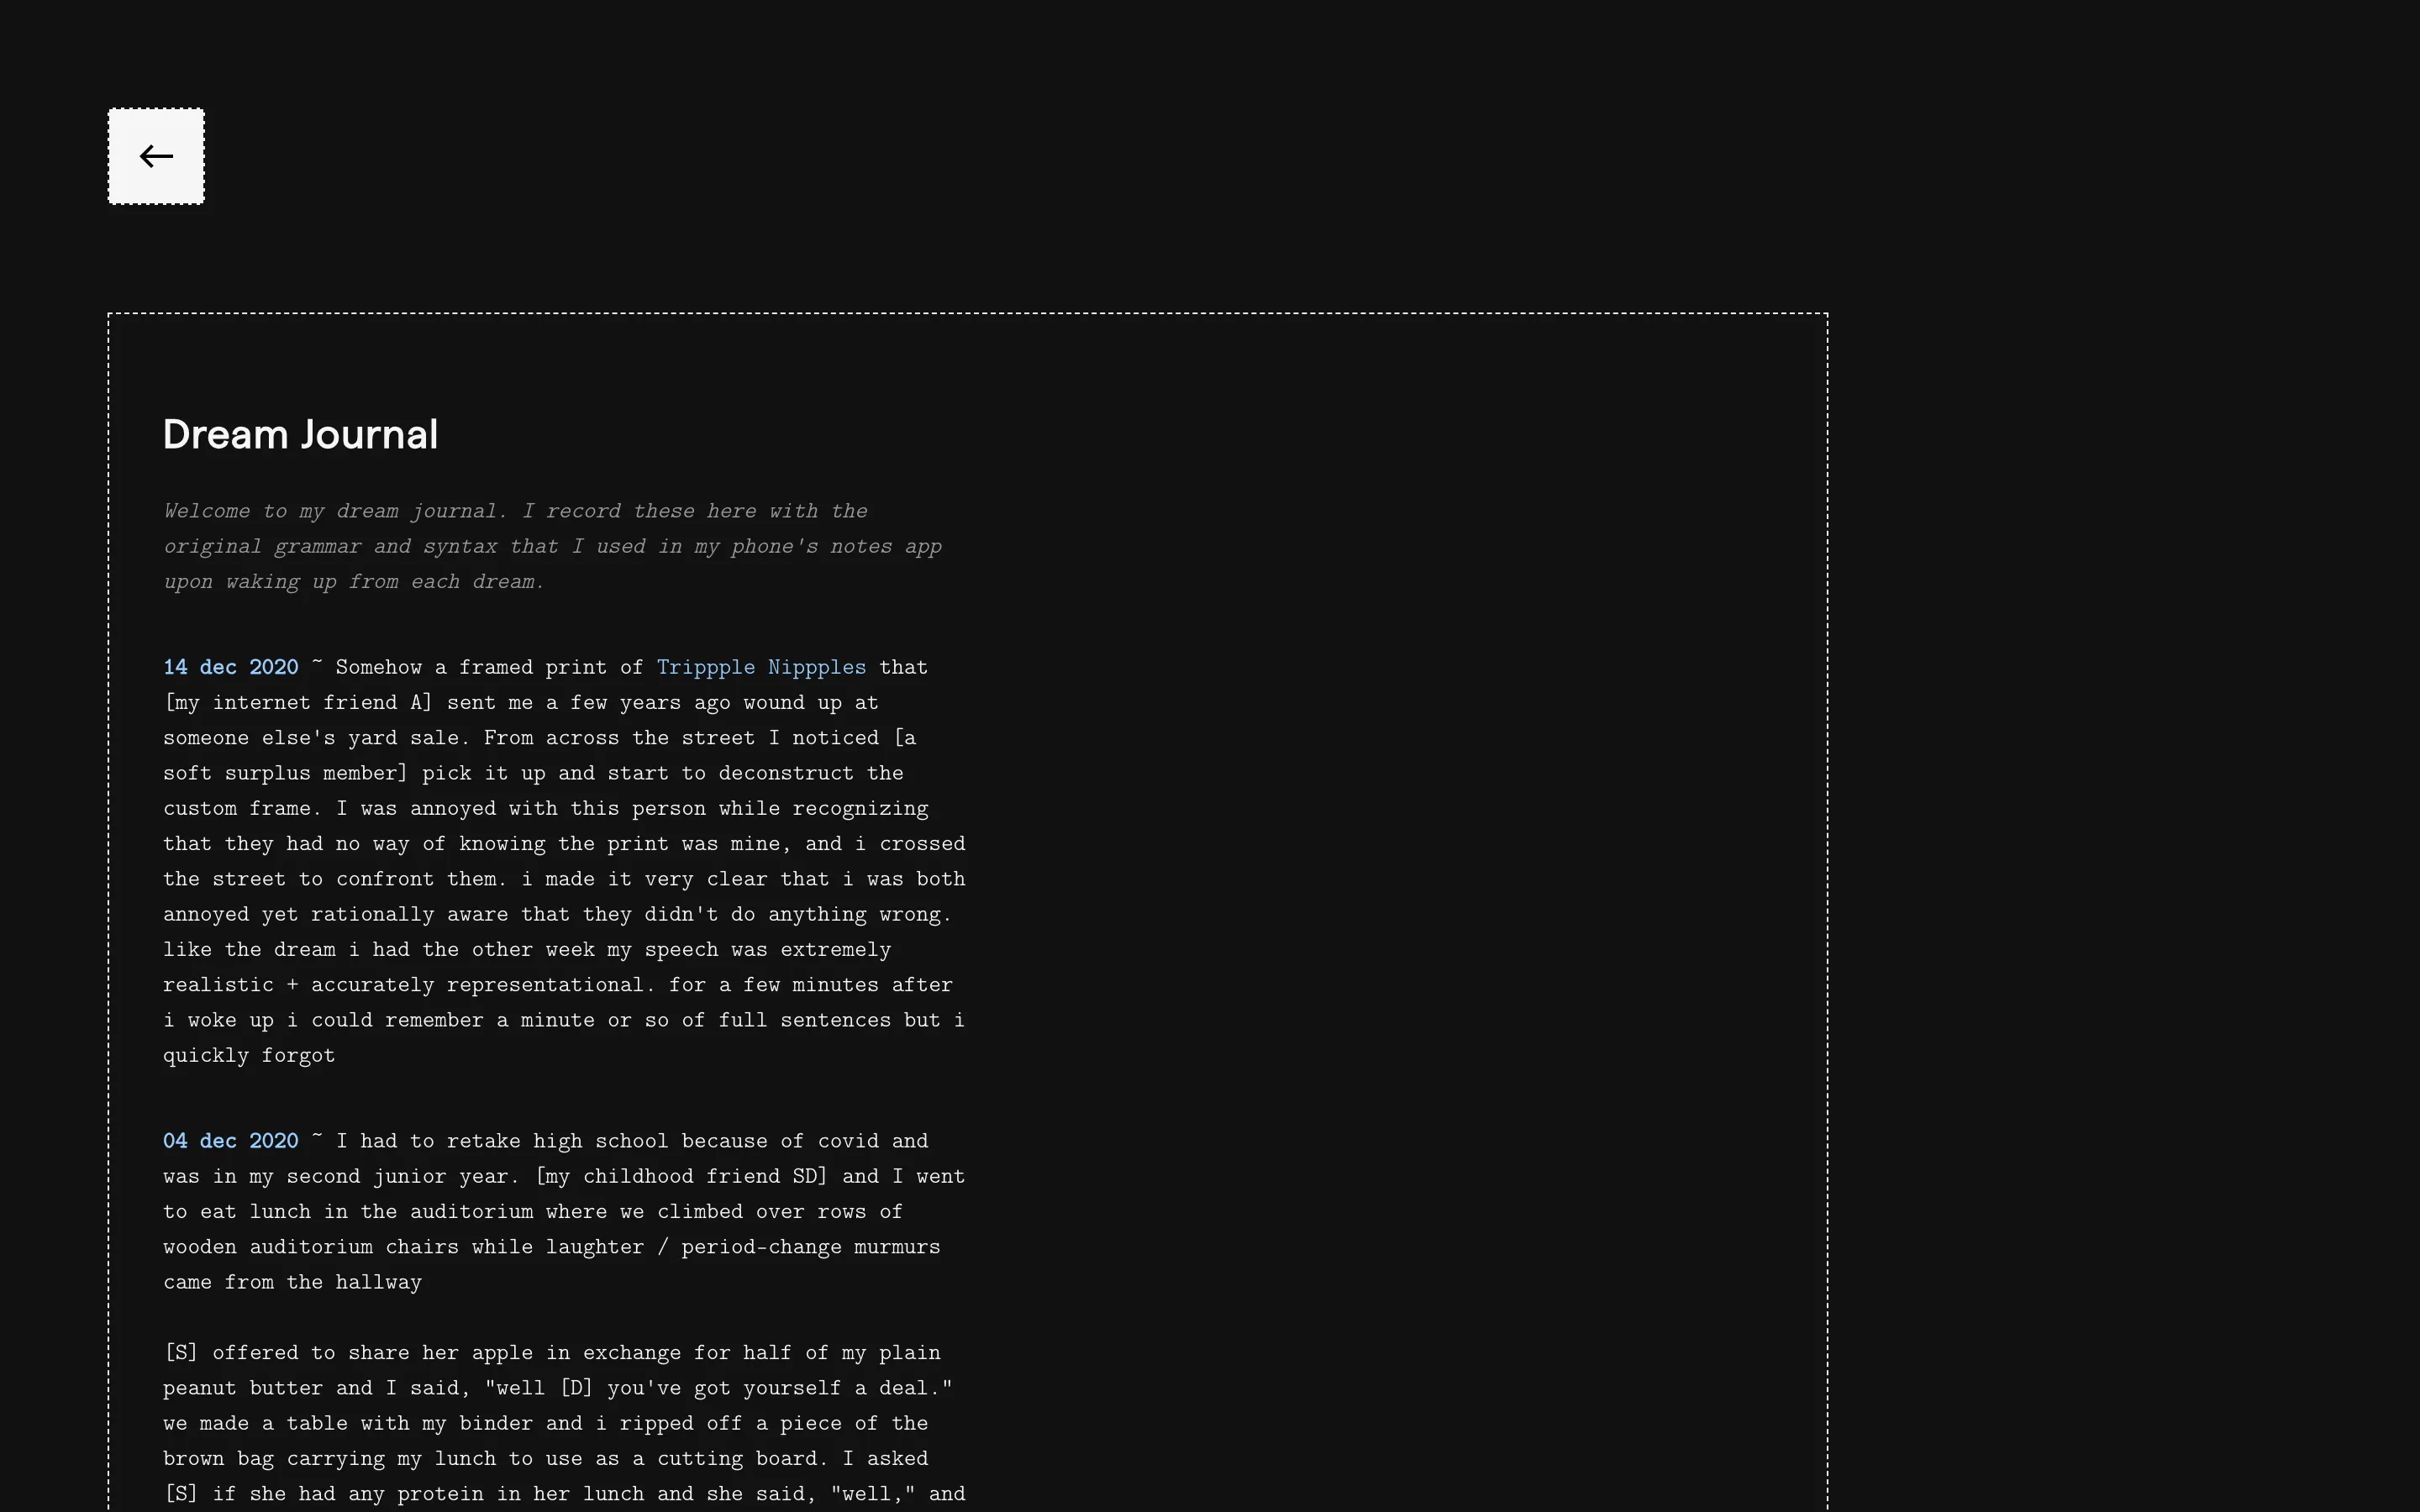 Dream Journal
Welcome to my dream journal. I record these here with the
original grammar and syntax that I used in my phone's notes app
upon waking up from each dream.
14 dec 2020 ~ Somehow a framed print of Trippple Nippples that
[my internet friend A] sent me a few years ago wound up at
someone else's yard sale. From across the street I noticed [a
soft surplus member] pick it up and start to deconstruct the
custom frame. I was annoyed with this person while recognizing
that they had no way of knowing the print was mine, and i crossed
the street to confront them. i made it very clear that i was both
annoyed yet rationally aware that they didn't do anything wrong.
like the dream i had the other week my speech was extremely
realistic + accurately representational. for a few minutes after
i woke up i could remember a minute or so of full sentences but i
quickly forgot
04 dec 2020 ~ I had to retake high school because of covid and
was in my second junior year. [my childhood friend SD] and I went
to eat lunch in the auditorium where we climbed over rows of
wooden auditorium chairs while laughter / period-change murmurs
came from the hallway
[S] offered to share her apple in exchange for half of my plain
peanut butter and I said, "well [D] you've got yourself a deal."
we made a table with my binder and i ripped off a piece of the
brown bag carrying my lunch to use as a cutting board. I asked
[S] if she had any protein in her lunch and she said, "well," and